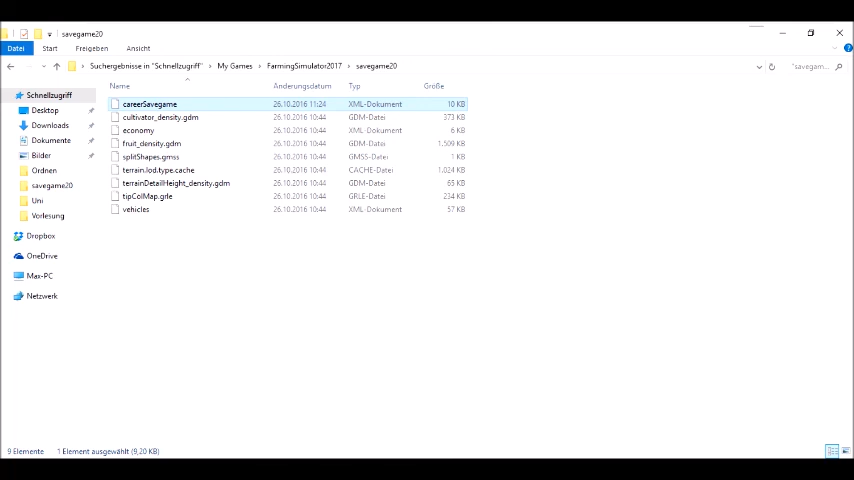 savegame20
Datei Start Freigeben Ansicht
Suchergebnisse in "Schnellzugriff" › My Games › FarmingSimulator2017 › savegame20 "savegam...
Name Änderungsdatum Typ Größe
Schnellzugriff
Desktop
Downloads
Dokumente
Bilder
Ordnen
savegame20
Uni
Vorlesung
Dropbox
OneDrive
Max-PC
Netzwerk
careerSavegame 26.10.2016 11:24 XML-Dokument 10 KB
cultivator_density.gdm 26.10.2016 10:44 GDM-Datei 373 KB
economy 26.10.2016 10:44 XML-Dokument 6 KB
fruit_density.gdm 26.10.2016 10:44 GDM-Datei 1.509 KB
splitShapes.gmss 26.10.2016 10:44 GMSS-Datei 1 KB
terrain.lod.type.cache 26.10.2016 10:44 CACHE-Datei 1.024 KB
terrainDetailHeight_density.gdm 26.10.2016 10:44 GDM-Datei 65 KB
tipColMap.grle 26.10.2016 10:44 GRLE-Datei 234 KB
vehicles 26.10.2016 10:44 XML-Dokument 57 KB
9 Elemente 1 Element ausgewählt (9,20 KB)